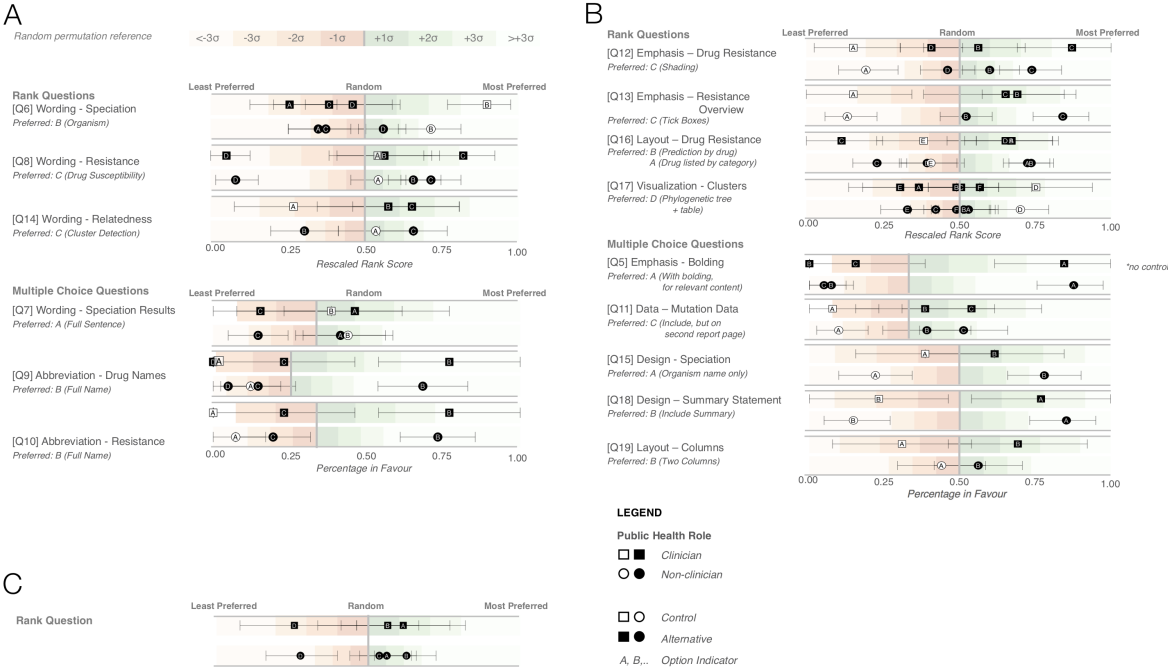 A
Random permutation reference
<-3σ -3σ -2σ -1σ +1σ +2σ +3σ >+3σ
Least Preferred Random Most Preferred
Rank Questions
[Q6] Wording - Speciation
Preferred: B (Organism)
A C D B
A C D B
[Q8] Wording - Resistance
Preferred: C (Drug Susceptibility)
D A B C
D A B C
[Q14] Wording - Relatedness
Preferred: C (Cluster Detection)
A B C
B A C
0.00 0.25 0.50 0.75 1.00
Rescaled Rank Score
Multiple Choice Questions
Least Preferred Random Most Preferred
[Q7] Wording - Speciation Results
Preferred: A (Full Sentence)
C B A
C A B
[Q9] Abbreviation - Drug Names
Preferred: B (Full Name)
D A C B
D A C B
[Q10] Abbreviation - Resistance
Preferred: B (Full Name)
A C B
A C B
0.00 0.25 0.50 0.75 1.00
Percentage in Favour
B
Rank Questions
Least Preferred Random Most Preferred
[Q12] Emphasis – Drug Resistance
Preferred: C (Shading)
A D B C
A D B C
[Q13] Emphasis – Resistance
Overview
Preferred: C (Tick Boxes)
A C B
A B C
[Q16] Layout – Drug Resistance
Preferred: B (Prediction by drug)
A (Drug listed by category)
C E D A
C E B A
[Q17] Visualization - Clusters
Preferred: D (Phylogenetic tree
+ table)
E A B F D
E C B D
0.00 0.25 0.50 0.75 1.00
Rescaled Rank Score
Multiple Choice Questions
[Q5] Emphasis - Bolding
Preferred: A (With bolding,
for relevant content)
B C A
B C A
*no control
[Q11] Data – Mutation Data
Preferred: C (Include, but on
second report page)
A B C
A B C
[Q15] Design - Speciation
Preferred: A (Organism name only)
A B
A B
[Q18] Design – Summary Statement
Preferred: B (Include Summary)
B A
B A
[Q19] Layout – Columns
Preferred: B (Two Columns)
A B
A B
0.00 0.25 0.50 0.75 1.00
Percentage in Favour
LEGEND
Public Health Role
Clinician
Non-clinician
Control
Alternative
A, B,.. Option Indicator
C
Least Preferred Random Most Preferred
Rank Question
D B A
D C A B